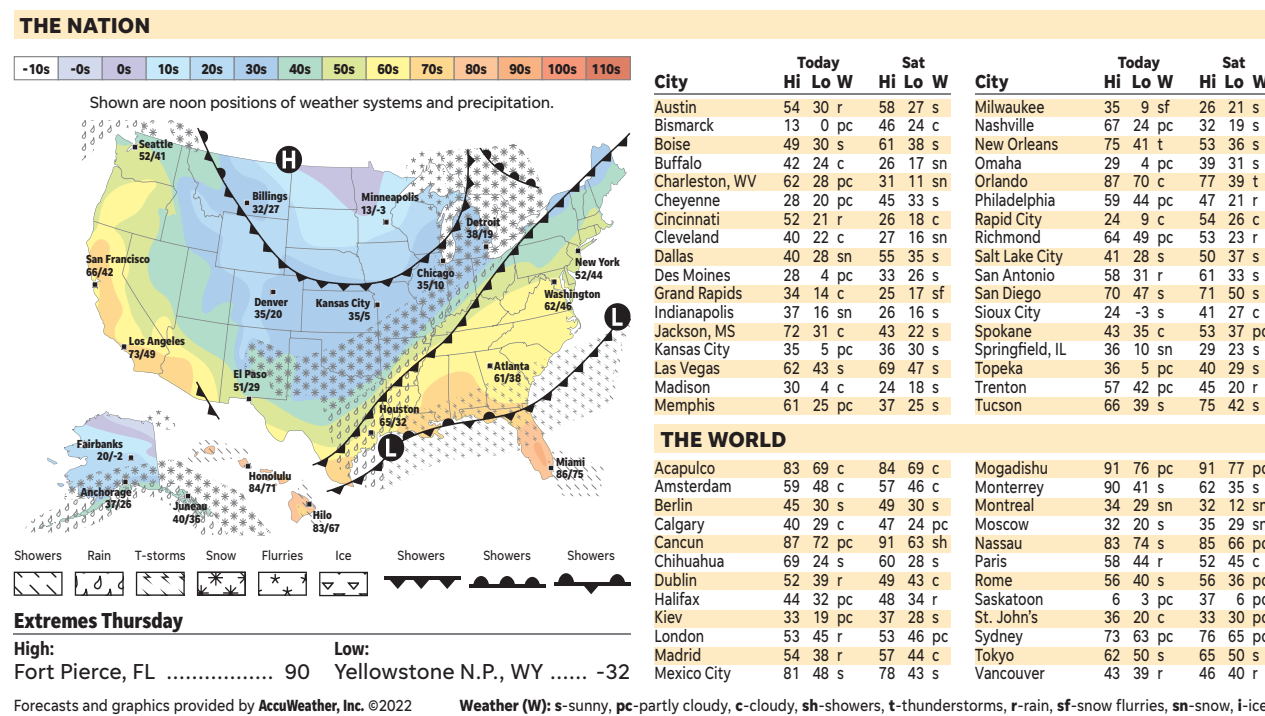 THE NATION
-10s -0s 0s 10s 20s 30s 40s 50s 60s 70s 80s 90s 100s 110s
Shown are noon positions of weather systems and precipitation.
Seattle
52/41
H
Billings
32/27
Minneapolis
13/-3
Detroit
38/19
San Francisco
66/42
New York
52/44
Chicago
35/10
Denver
35/20
Kansas City
35/5
Washington
62/46
L
Los Angeles
73/49
El Paso
51/29
Atlanta
61/38
Houston
65/32
L
Fairbanks
20/-2
Anchorage
37/26
Juneau
40/36
Honolulu
84/71
Hilo
83/67
Miami
86/75
Showers Rain T-storms Snow Flurries Ice Showers Showers Showers
Extremes Thursday
High:
Fort Pierce, FL ................. 90
Low:
Yellowstone N.P., WY ...... -32
Today Sat
City Hi Lo W Hi Lo W
Austin 54 30 r 58 27 s
Bismarck 13 0 pc 46 24 c
Boise 49 30 s 61 38 s
Buffalo 42 24 c 26 17 sn
Charleston, WV 62 28 pc 31 11 sn
Cheyenne 28 20 pc 45 33 s
Cincinnati 52 21 r 26 18 c
Cleveland 40 22 c 27 16 sn
Dallas 40 28 sn 55 35 s
Des Moines 28 4 pc 33 26 s
Grand Rapids 34 14 c 25 17 sf
Indianapolis 37 16 sn 26 16 s
Jackson, MS 72 31 c 43 22 s
Kansas City 35 5 pc 36 30 s
Las Vegas 62 43 s 69 47 s
Madison 30 4 c 24 18 s
Memphis 61 25 pc 37 25 s
Today Sat
City Hi Lo W Hi Lo W
Milwaukee 35 9 sf 26 21 s
Nashville 67 24 pc 32 19 s
New Orleans 75 41 t 53 36 s
Omaha 29 4 pc 39 31 s
Orlando 87 70 c 77 39 t
Philadelphia 59 44 pc 47 21 r
Rapid City 24 9 c 54 26 c
Richmond 64 49 pc 53 23 r
Salt Lake City 41 28 s 50 37 s
San Antonio 58 31 r 61 33 s
San Diego 70 47 s 71 50 s
Sioux City 24 -3 s 41 27 c
Spokane 43 35 c 53 37 pc
Springfield, IL 36 10 sn 29 23 s
Topeka 36 5 pc 40 29 s
Trenton 57 42 pc 45 20 r
Tucson 66 39 s 75 42 s
THE WORLD
Acapulco 83 69 c 84 69 c
Amsterdam 59 48 c 57 46 c
Berlin 45 30 s 49 30 s
Calgary 40 29 c 47 24 pc
Cancun 87 72 pc 91 63 sh
Chihuahua 69 24 s 60 28 s
Dublin 52 39 r 49 43 c
Halifax 44 32 pc 48 34 r
Kiev 33 19 pc 37 28 s
London 53 45 r 53 46 pc
Madrid 54 38 r 57 44 c
Mexico City 81 48 s 78 43 s
Mogadishu 91 76 pc 91 77 pc
Monterrey 90 41 s 62 35 s
Montreal 34 29 sn 32 12 sn
Moscow 32 20 s 35 29 sn
Nassau 83 74 s 85 66 pc
Paris 58 44 r 52 45 c
Rome 56 40 s 56 36 pc
Saskatoon 6 3 pc 37 6 pc
St. John's 36 20 c 33 30 pc
Sydney 73 63 pc 76 65 pc
Tokyo 62 50 s 65 50 s
Vancouver 43 39 r 46 40 r
Forecasts and graphics provided by AccuWeather, Inc. ©2022
Weather (W): s-sunny, pc-partly cloudy, c-cloudy, sh-showers, t-thunderstorms, r-rain, sf-snow flurries, sn-snow, i-ice